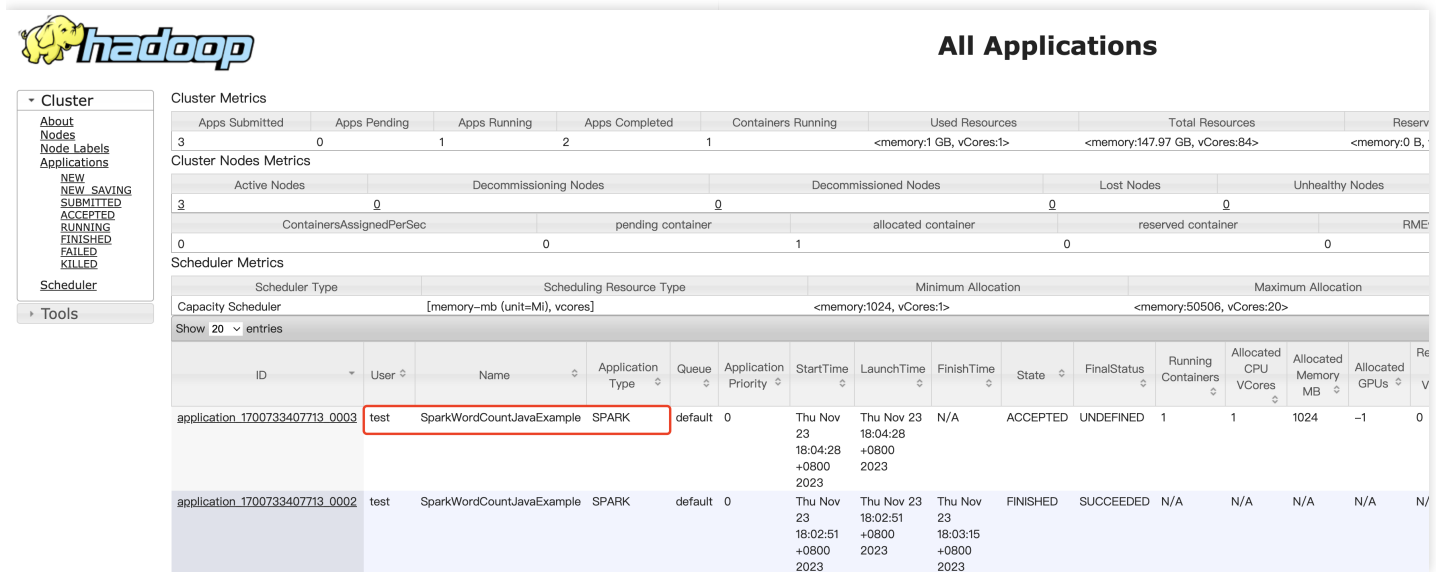 hadoop
All Applications
Cluster
About
Nodes
Node Labels
Applications
NEW
NEW_SAVING
SUBMITTED
ACCEPTED
RUNNING
FINISHED
FAILED
KILLED
Scheduler
Tools
Cluster Metrics
Apps Submitted Apps Pending Apps Running Apps Completed Containers Running Used Resources Total Resources Reserv
3 0 1 2 1 <memory:1 GB, vCores:1> <memory:147.97 GB, vCores:84> <memory:0 B,
Cluster Nodes Metrics
Active Nodes Decommissioning Nodes Decommissioned Nodes Lost Nodes Unhealthy Nodes
3 0 0 0 0
ContainersAssignedPerSec pending container allocated container reserved container RMEv
0 0 1 0 0
Scheduler Metrics
Scheduler Type Scheduling Resource Type Minimum Allocation Maximum Allocation
Capacity Scheduler [memory-mb (unit=Mi), vcores] <memory:1024, vCores:1> <memory:50506, vCores:20>
Show 20 entries
ID User Name Application Type Queue Application Priority StartTime LaunchTime FinishTime State FinalStatus Running Containers Allocated CPU VCores Allocated Memory MB Allocated GPUs Re V
application_1700733407713_0003 test SparkWordCountJavaExample SPARK default 0 Thu Nov Thu Nov 23 N/A ACCEPTED UNDEFINED 1 1 1024 -1 0
23 18:04:28
18:04:28 +0800
+0800 2023
2023
application_1700733407713_0002 test SparkWordCountJavaExample SPARK default 0 Thu Nov Thu Nov 23 Thu Nov FINISHED SUCCEEDED N/A N/A N/A N/A N/
23 18:02:51 23
18:02:51 +0800 18:03:15
+0800 2023 +0800
2023 2023